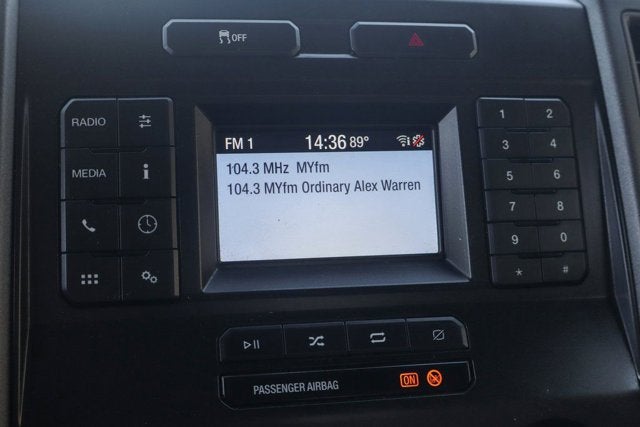 OFF
RADIO
MEDIA
i
FM 1 14:36 89°
104.3 MHz MYfm
104.3 MYfm Ordinary Alex Warren
1 2
3 4
5 6
7 8
9 0
* #
PASSENGER AIRBAG ON